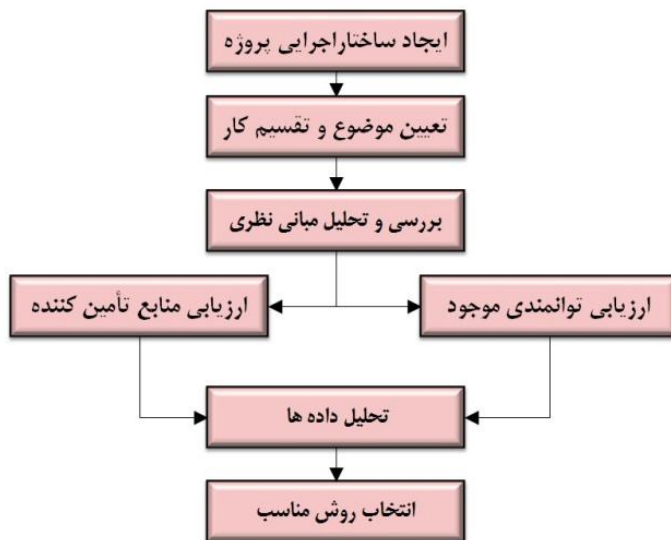 ایجاد ساختاراجرایی پروژه
تعیین موضوع و تقسیم کار
بررسی و تحلیل مبانی نظری
ارزیابی توانمندی موجود
ارزیابی منابع تأمین کننده
تحلیل داده ها
انتخاب روش مناسب